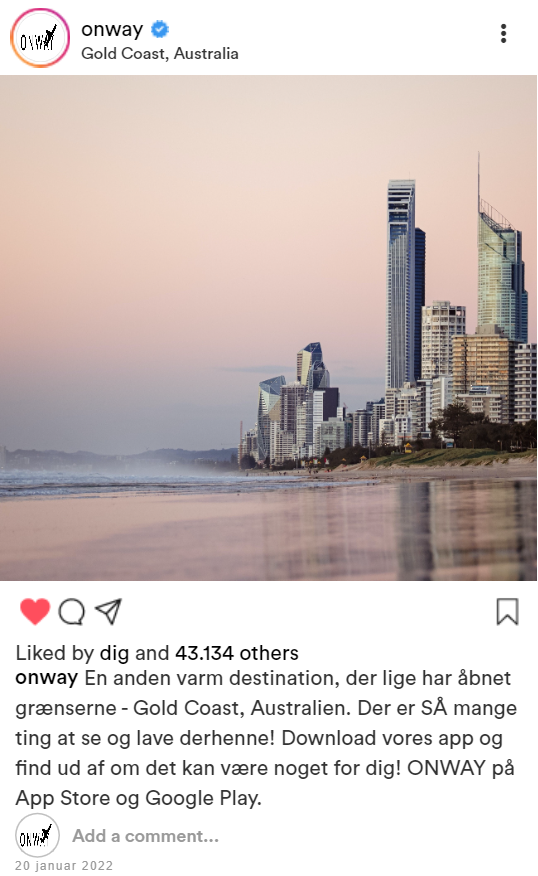 onway
Gold Coast, Australia
Liked by dig and 43.134 others
onway En anden varm destination, der lige har åbnet
grænserne - Gold Coast, Australien. Der er SÅ mange
ting at se og lave derhenne! Download vores app og
find ud af om det kan være noget for dig! ONWAY på
App Store og Google Play.
ONWAY
Add a comment...
20 januar 2022